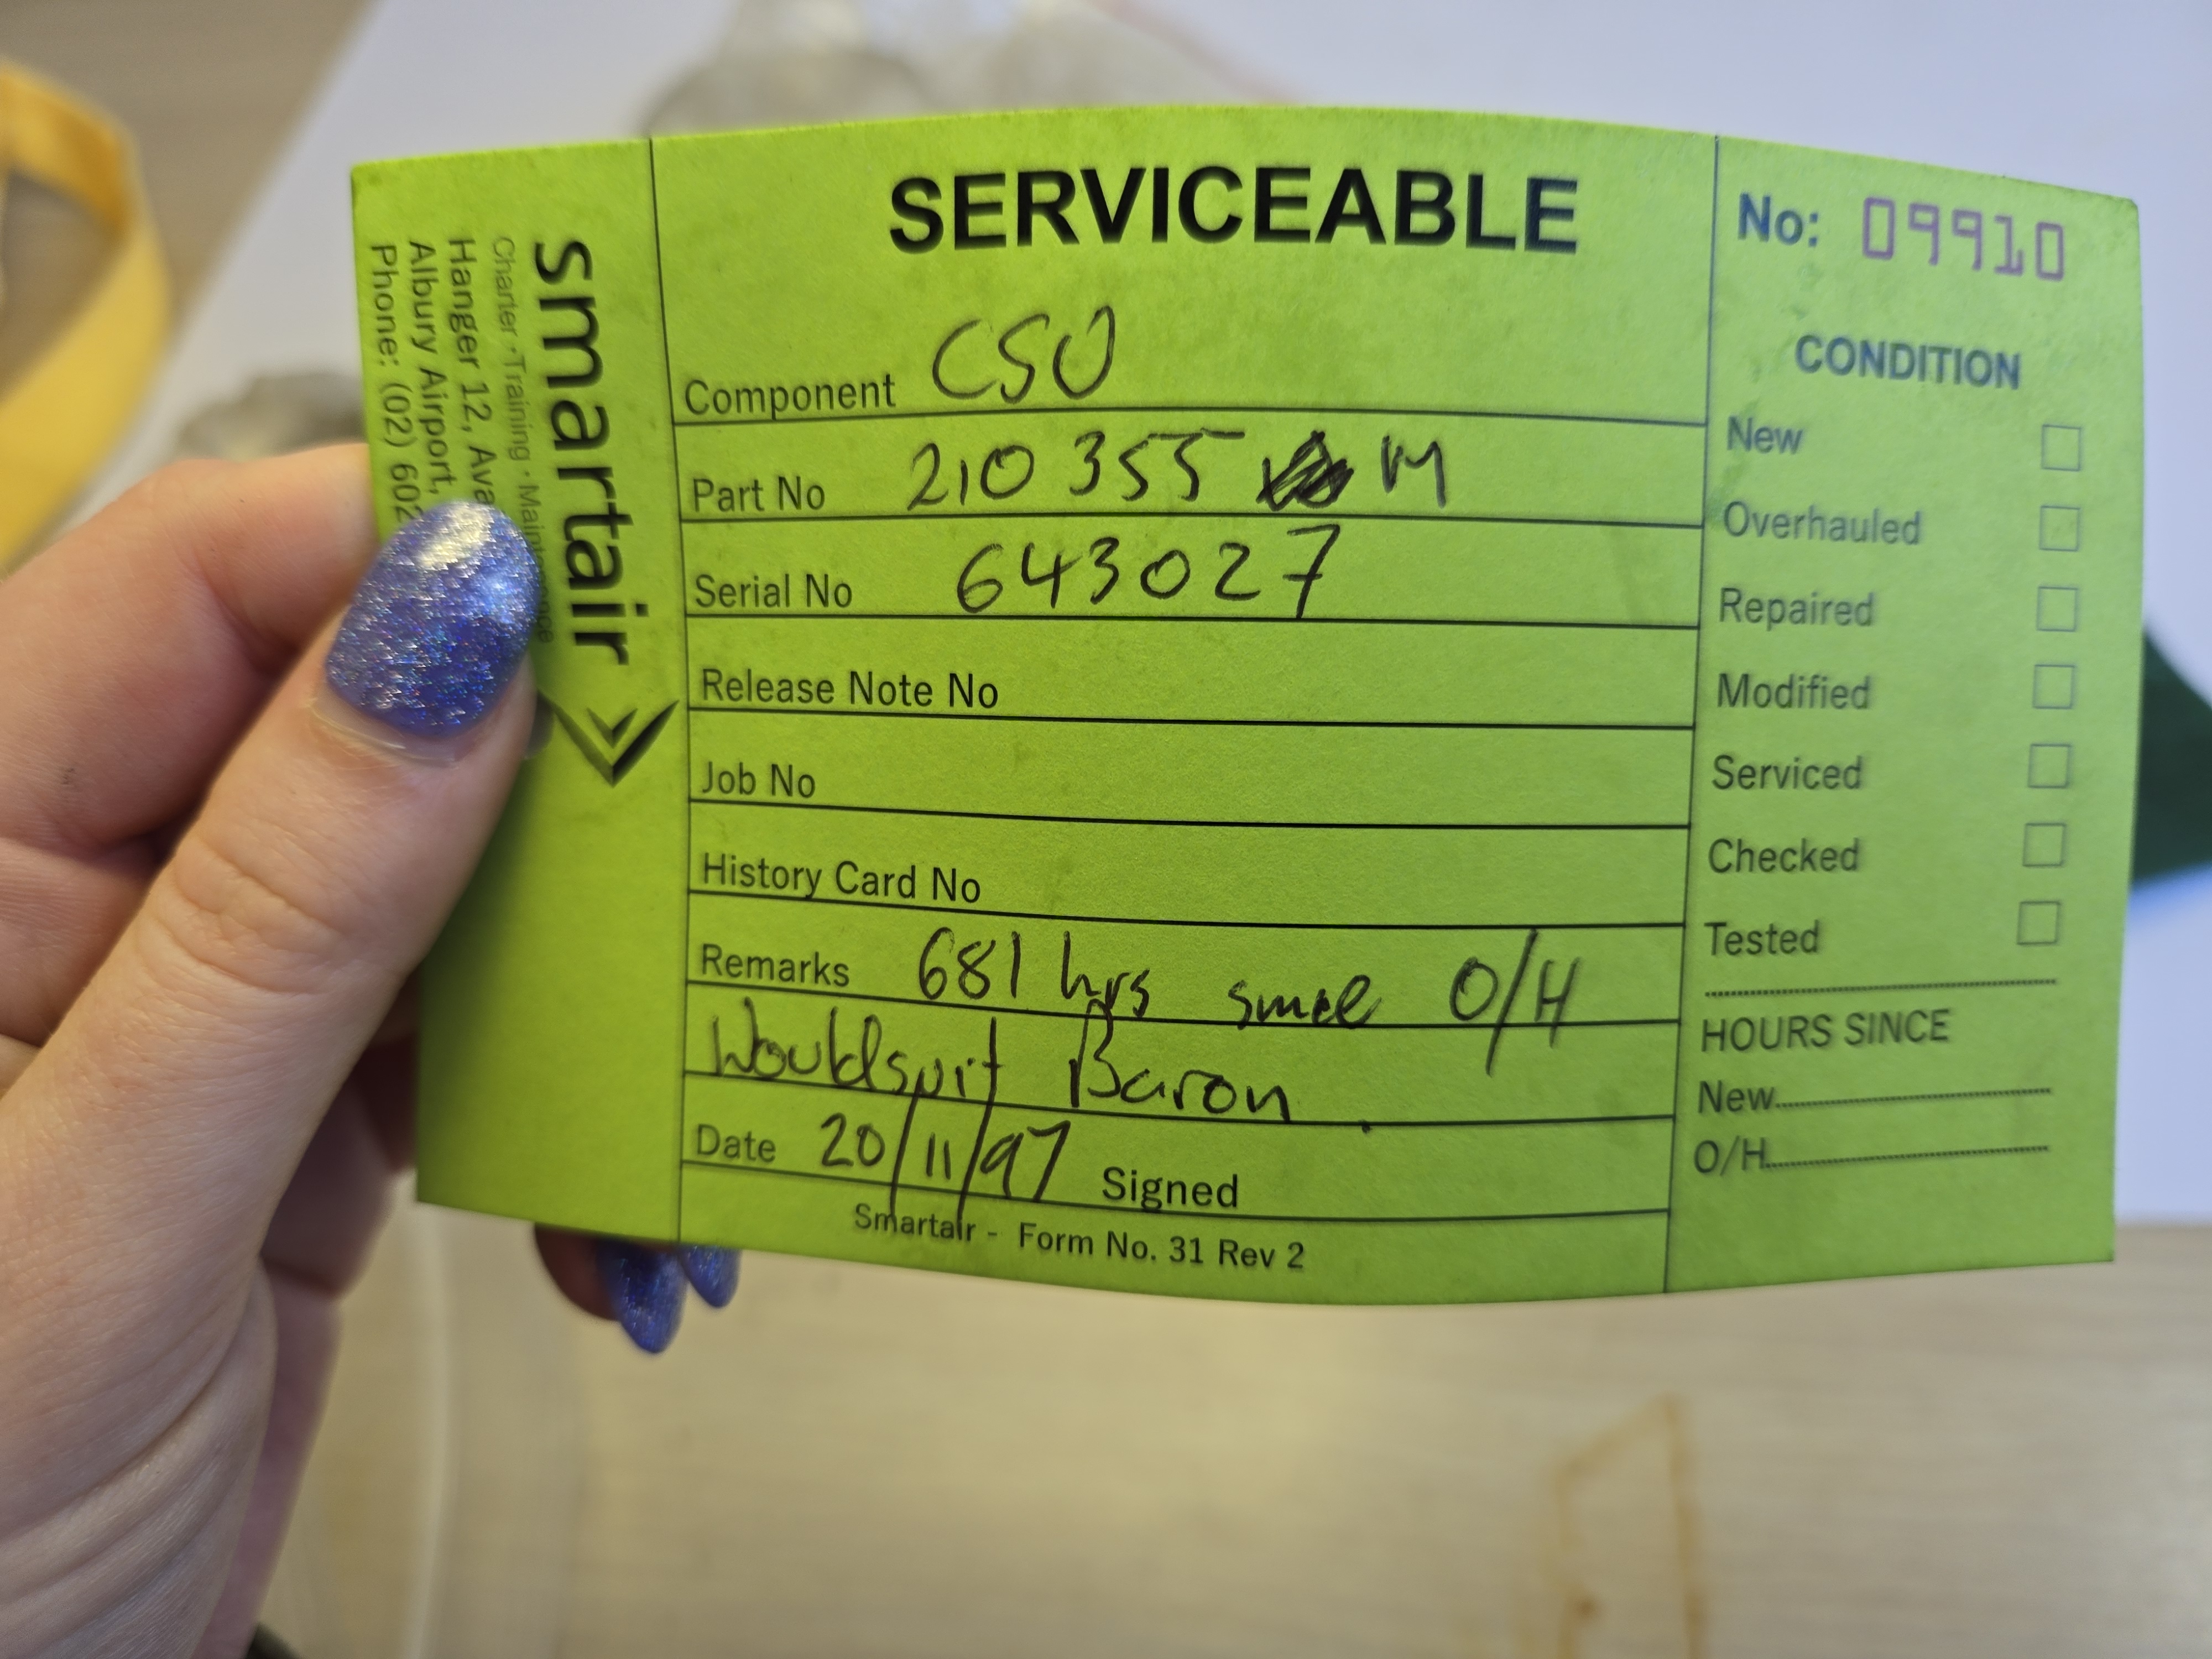 smartair
Charter · Training · Maintenance
Hanger 12,
Albury Airport,
Phone: (02) 602
SERVICEABLE
Component CSU
Part No 210355 M
Serial No 643027
Release Note No
Job No
History Card No
Remarks 681 hrs since O/H
Baron
Date 20/11/97 Signed
Smartair - Form No. 31 Rev 2
No: 09910
CONDITION
New
Overhauled
Repaired
Modified
Serviced
Checked
Tested
HOURS SINCE
New
O/H